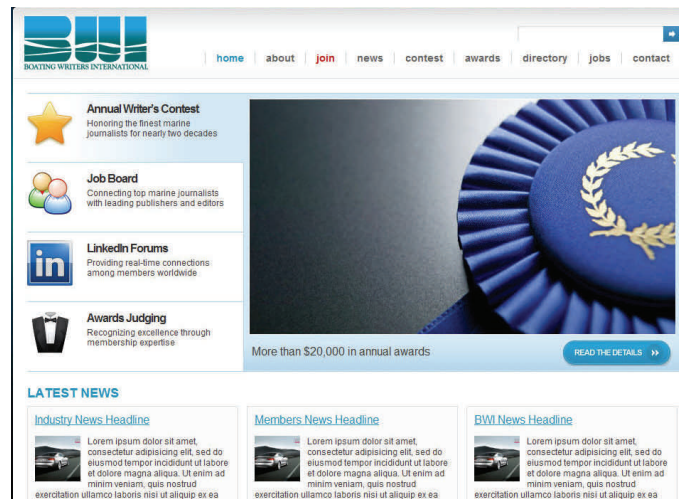 BWI
BOATING WRITERS INTERNATIONAL
home about join news contest awards directory jobs contact
Annual Writer's Contest
Honoring the finest marine
journalists for nearly two decades
Job Board
Connecting top marine journalists
with leading publishers and editors
LinkedIn Forums
Providing real-time connections
among members worldwide
in
Awards Judging
Recognizing excellence through
membership expertise
More than $20,000 in annual awards
READ THE DETAILS
LATEST NEWS
Industry News Headline
Lorem ipsum dolor sit amet,
consectetur adipisicing elit, sed do
eiusmod tempor incididunt ut labore
et dolore magna aliqua. Ut enim ad
minim veniam, quis nostrud
exercitation ullamco laboris nisi ut aliquip ex ea
Members News Headline
Lorem ipsum dolor sit amet,
consectetur adipisicing elit, sed do
eiusmod tempor incididunt ut labore
et dolore magna aliqua. Ut enim ad
minim veniam, quis nostrud
exercitation ullamco laboris nisi ut aliquip ex ea
BWI News Headline
Lorem ipsum dolor sit amet,
consectetur adipisicing elit, sed do
eiusmod tempor incididunt ut labore
et dolore magna aliqua. Ut enim ad
minim veniam, quis nostrud
exercitation ullamco laboris nisi ut aliquip ex ea